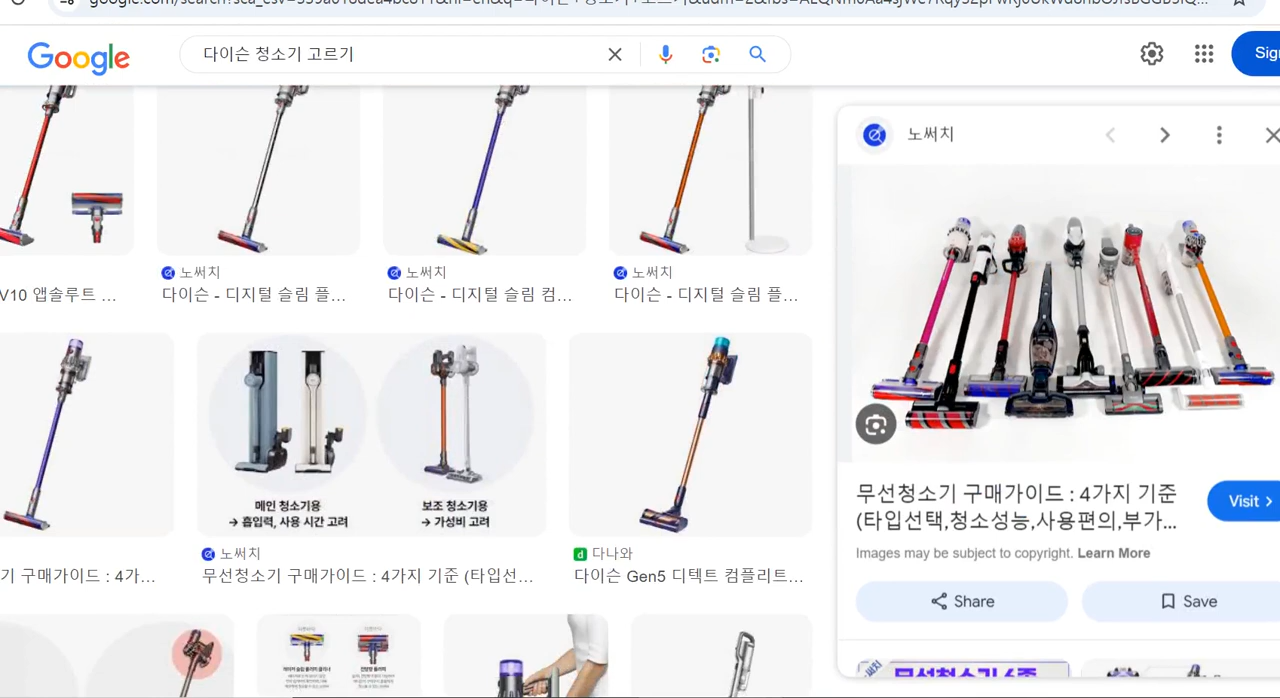 Google
다이슨 청소기 고르기
노써치
노써치
노써치
노써치
V10 앱솔루트 ...
다이슨 - 디지털 슬림 플...
다이슨 - 디지털 슬림 컴...
다이슨 - 디지털 슬림 플...
메인 청소기용
→ 흡입력, 사용 시간 고려
보조 청소기용
→ 가성비 고려
노써치
다나와
기 구매가이드 : 4가...
무선청소기 구매가이드 : 4가지 기준 (타입선...
다이슨 Gen5 디텍트 컴플리트...
무선청소기 구매가이드 : 4가지 기준
(타입선택,청소성능,사용편의,부가...
Visit
Images may be subject to copyright. Learn More
Share
Save